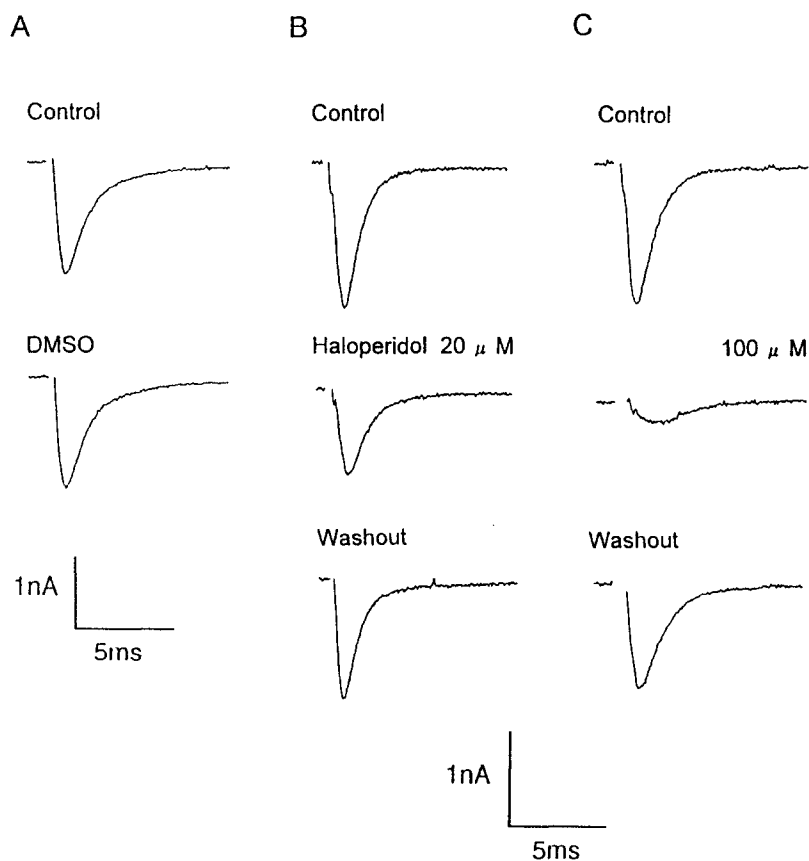 A
B
C
Control
Control
Control
DMSO
Haloperidol 20 μ M
100 μ M
Washout
Washout
1nA
5ms
1nA
5ms